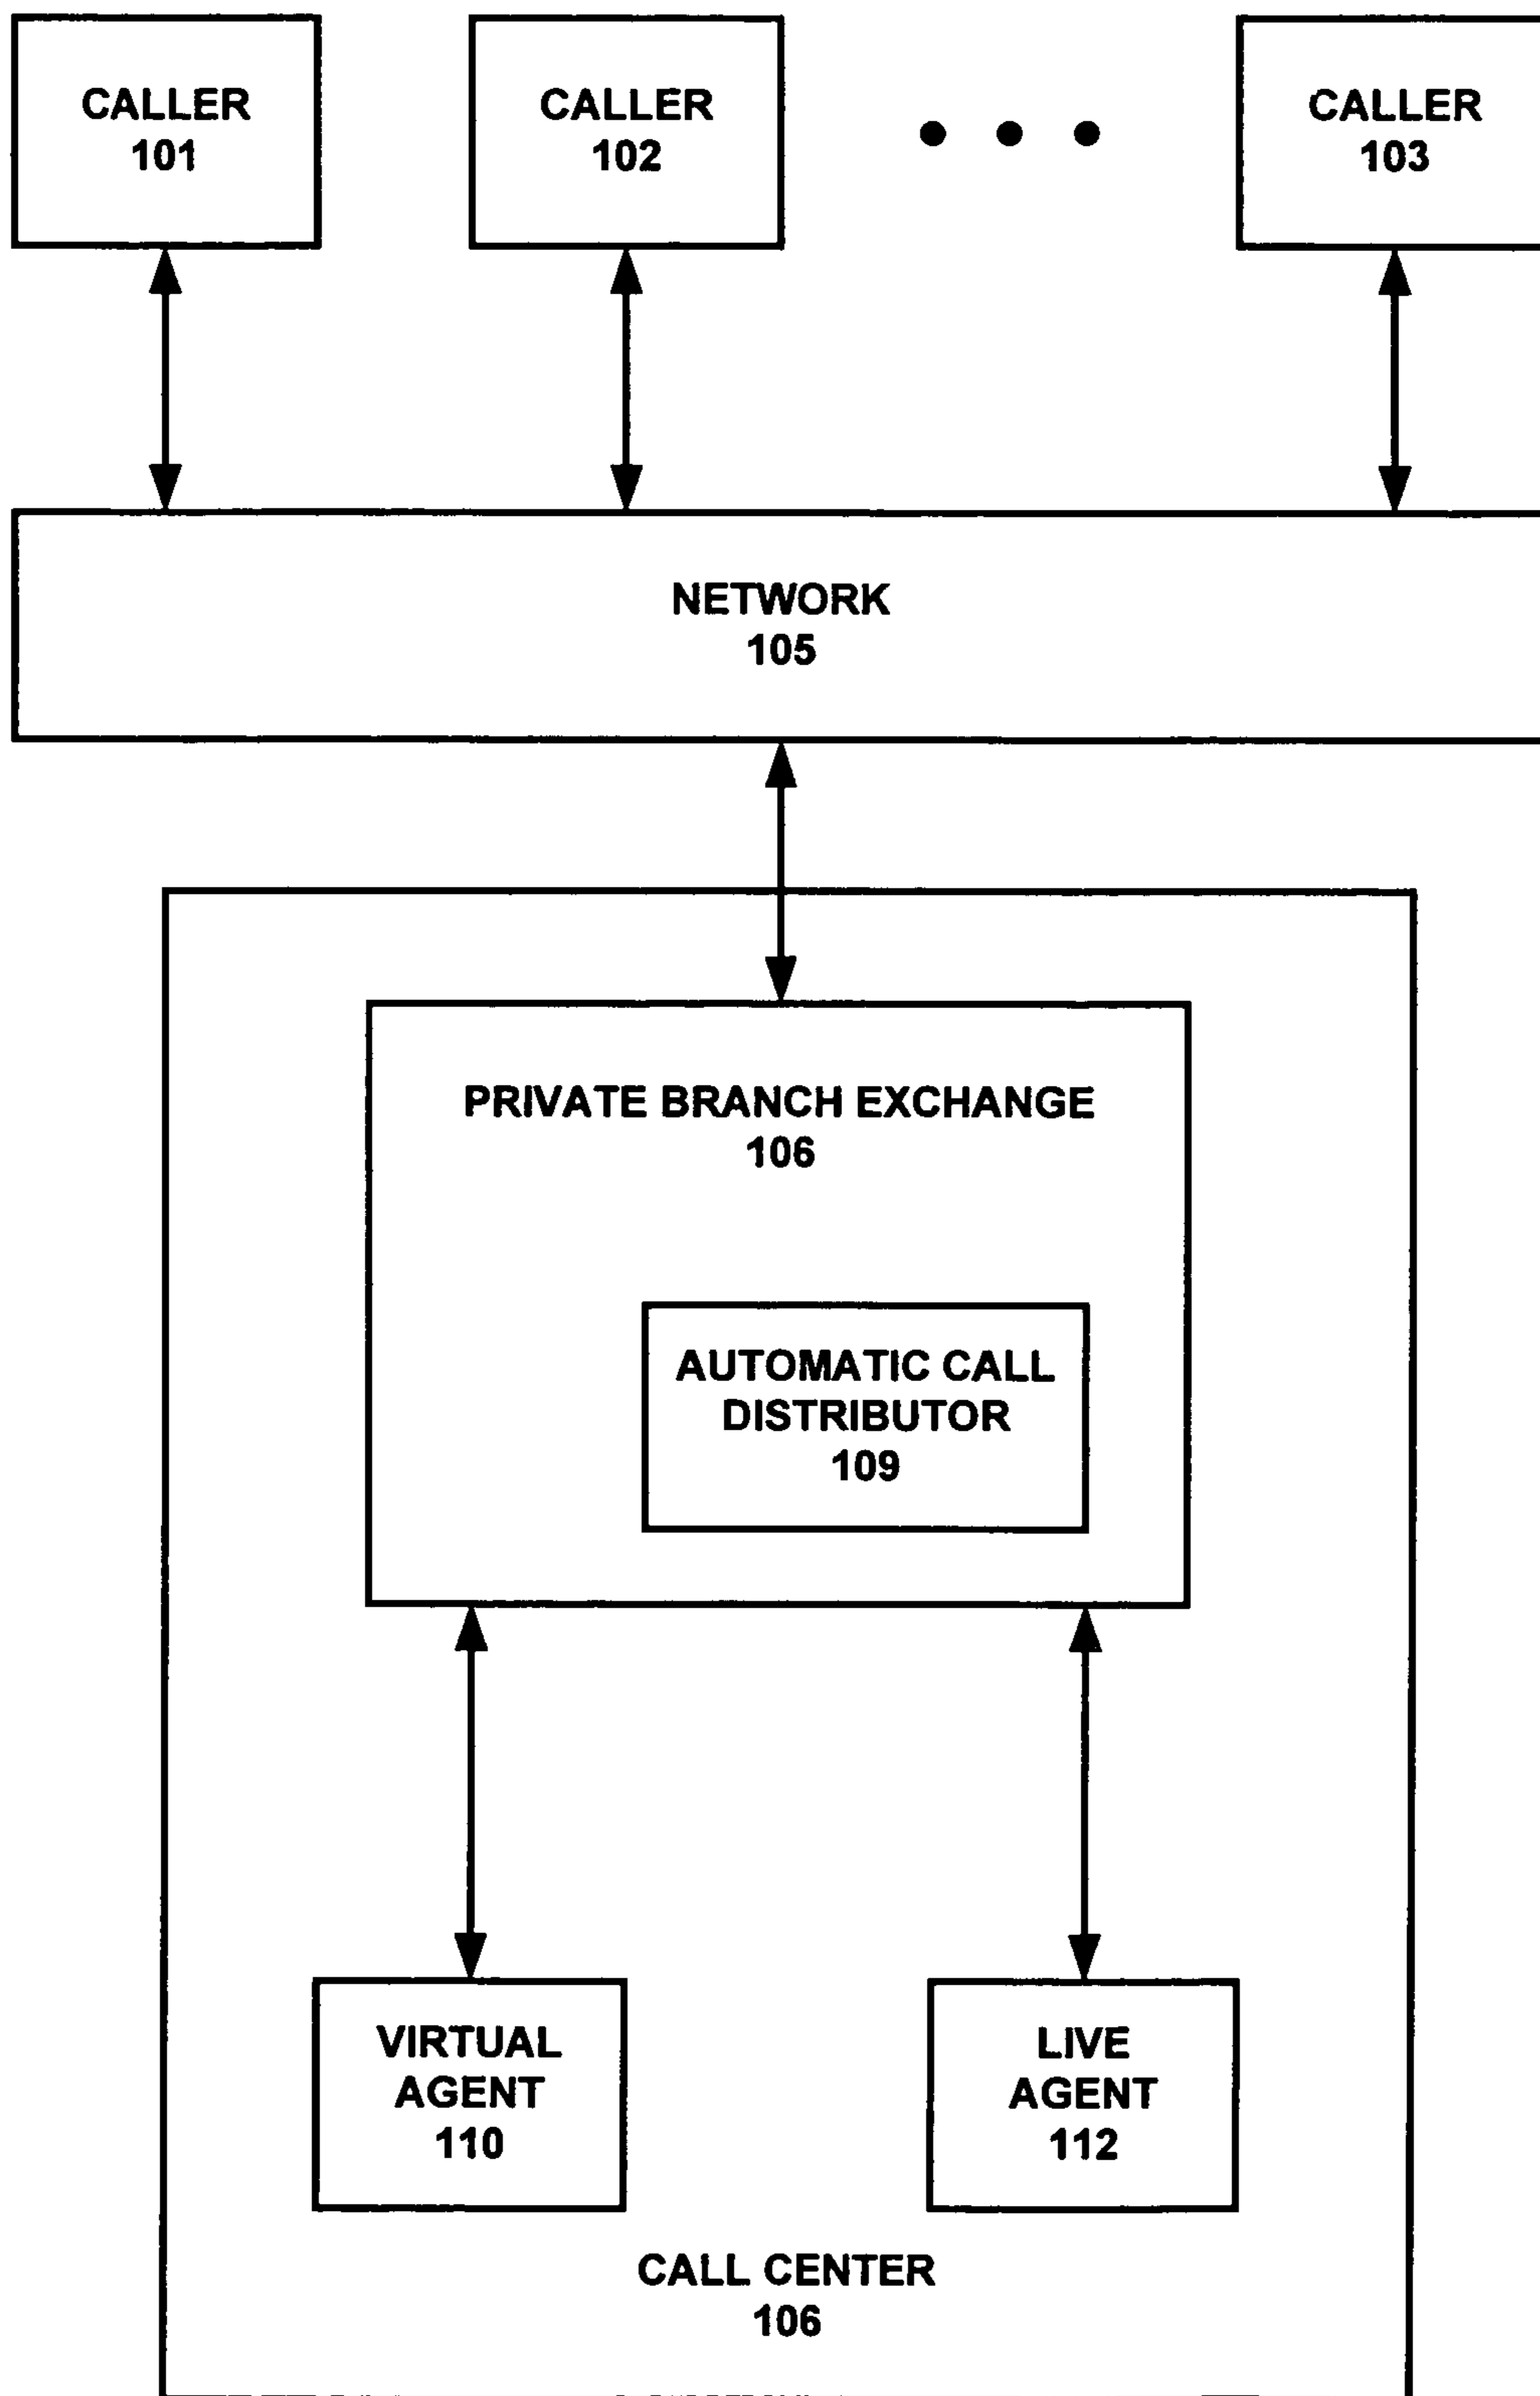 CALLER
101
CALLER
102
CALLER
103
NETWORK
105
PRIVATE BRANCH EXCHANGE
106
AUTOMATIC CALL
DISTRIBUTOR
109
VIRTUAL
AGENT
110
LIVE
AGENT
112
CALL CENTER
106